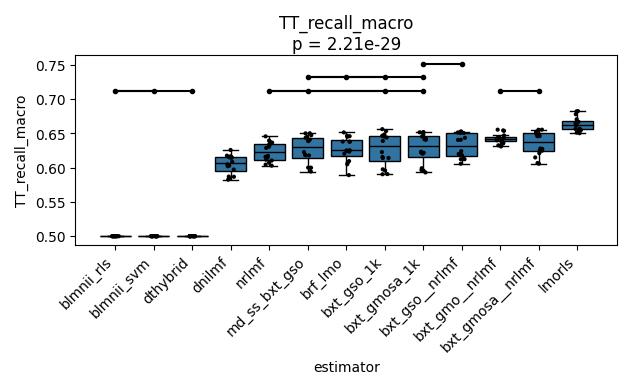 TT_recall_macro
p = 2.21e-29
0.75
0.70
0.65
0.60
0.55
0.50
TT_recall_macro
blmnii_rls
blmnii_svm
dthybrid
dnilmf
nrlmf
md_ss_bxt_gso
brf_lmo
bxt_gso_1k
bxt_gmosa_1k
bxt_gso__nrlmf
bxt_gmo__nrlmf
bxt_gmosa__nrlmf
lmorls
estimator